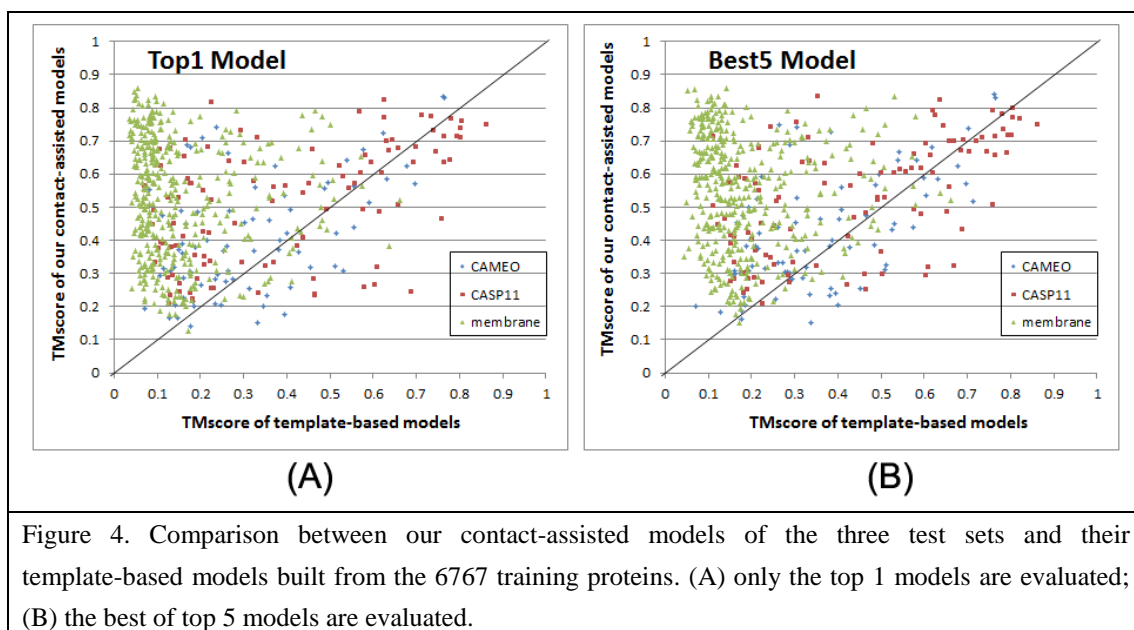 Top1 Model
TMscore of our contact-assisted models
1
0.9
0.8
0.7
0.6
0.5
0.4
0.3
0.2
0.1
0
0 0.1 0.2 0.3 0.4 0.5 0.6 0.7 0.8 0.9 1
TMscore of template-based models
CAMEO
CASP11
membrane
(A)
Best5 Model
TMscore of our contact-assisted models
1
0.9
0.8
0.7
0.6
0.5
0.4
0.3
0.2
0.1
0
0 0.1 0.2 0.3 0.4 0.5 0.6 0.7 0.8 0.9 1
TMscore of template-based models
CAMEO
CASP11
membrane
(B)
Figure 4. Comparison between our contact-assisted models of the three test sets and their
template-based models built from the 6767 training proteins. (A) only the top 1 models are evaluated;
(B) the best of top 5 models are evaluated.